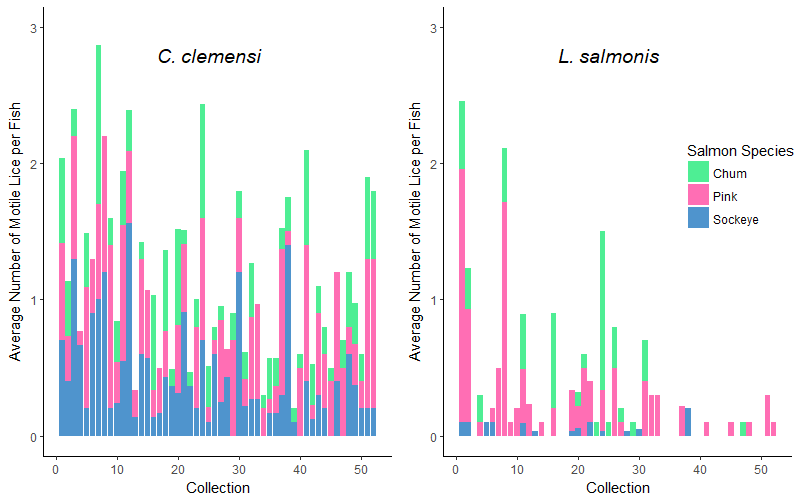 C. clemensi
Average Number of Motile Lice per Fish
3
2
1
0
0 10 20 30 40 50
Collection
L. salmonis
Average Number of Motile Lice per Fish
3
2
1
0
0 10 20 30 40 50
Collection
Salmon Species
Chum
Pink
Sockeye